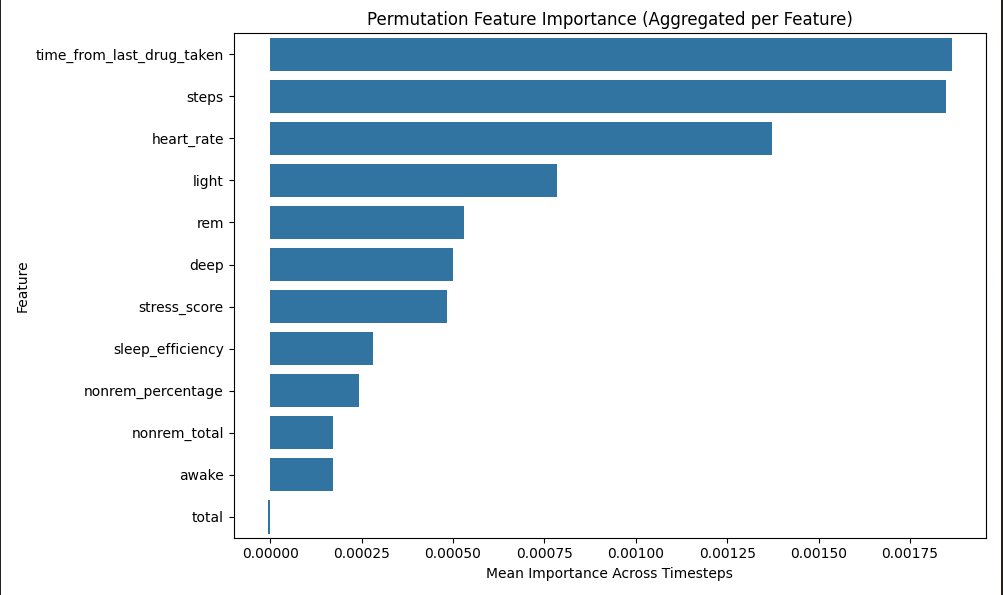 Permutation Feature Importance (Aggregated per Feature)
time_from_last_drug_taken
steps
heart_rate
light
rem
deep
stress_score
sleep_efficiency
nonrem_percentage
nonrem_total
awake
total
Feature
0.00000 0.00025 0.00050 0.00075 0.00100 0.00125 0.00150 0.00175
Mean Importance Across Timesteps